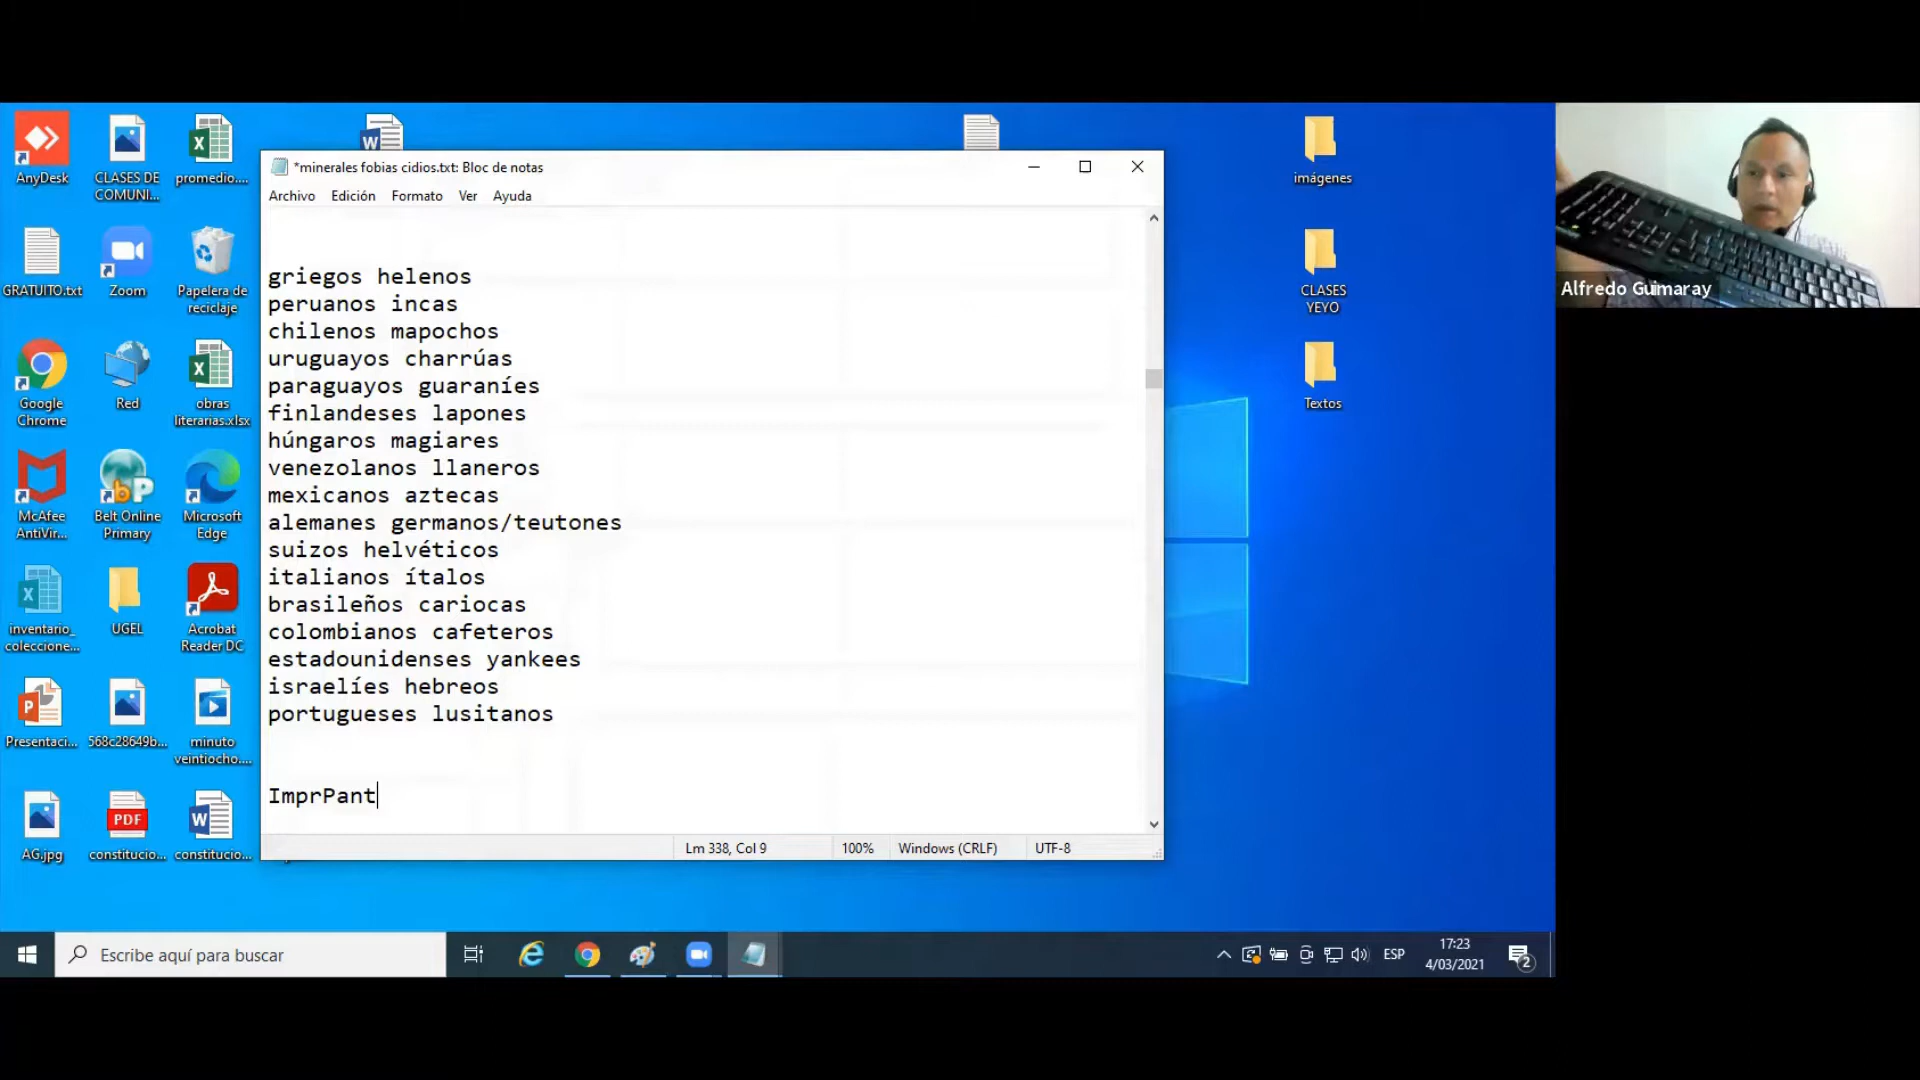 AnyDesk
CLASES DE
COMUNI...
promedio....
GRATUITO.txt
Zoom
Papelera de
reciclaje
Google
Chrome
Red
obras
literarias.xlsx
McAfee
AntiVir...
Belt Online
Primary
Microsoft
Edge
inventario_
coleccione...
UGEL
Acrobat
Reader DC
Presentaci...
568c28649b...
minuto
veintiocho....
AG.jpg
PDF
constitucio...
constitucio...
*minerales fobias cidios.txt: Bloc de notas
Archivo Edición Formato Ver Ayuda
griegos helenos
peruanos incas
chilenos mapochos
uruguayos charrúas
paraguayos guaraníes
finlandeses lapones
húngaros magiares
venezolanos llaneros
mexicanos aztecas
alemanes germanos/teutones
suizos helvéticos
italianos ítalos
brasileños cariocas
colombianos cafeteros
estadounidenses yankees
israelíes hebreos
portugueses lusitanos
ImprPant
Lm 338, Col 9 100% Windows (CRLF) UTF-8
imágenes
CLASES
YEYO
Textos
Alfredo Guimaray
Escribe aquí para buscar
ESP
17:23
4/03/2021
2